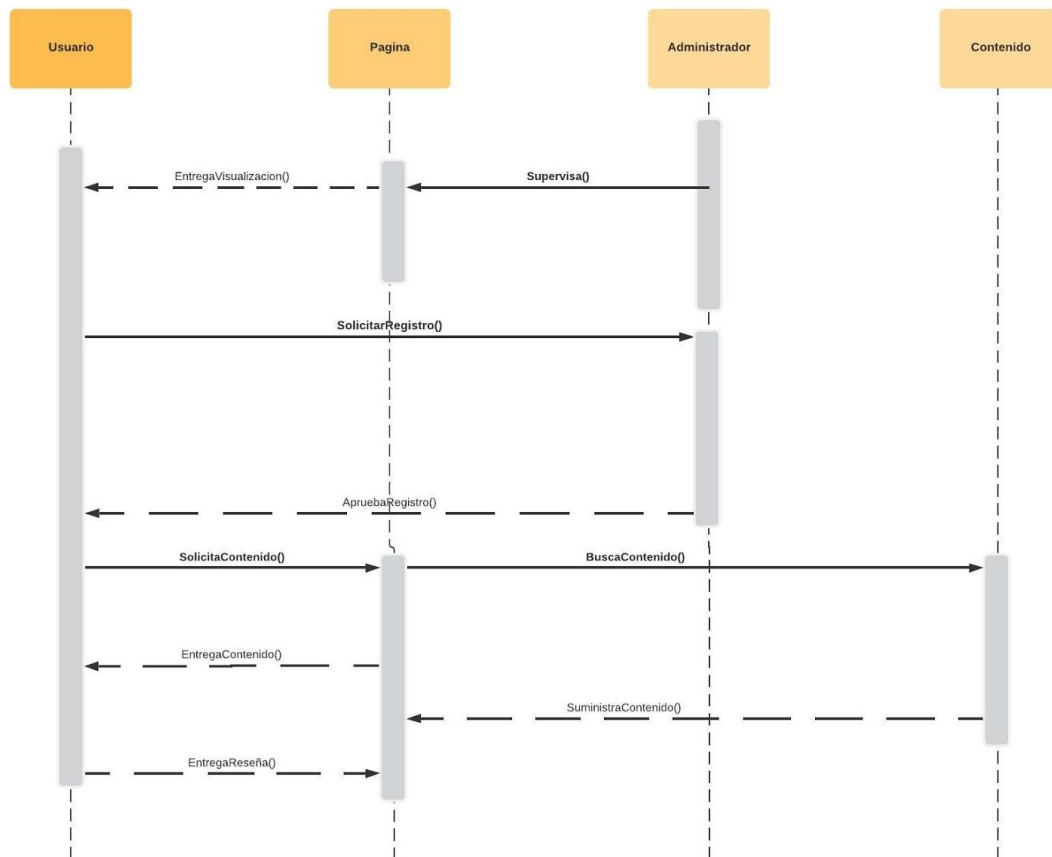 Usuario
Pagina
Administrador
Contenido
EntregaVisualizacion()
Supervisa()
SolicitarRegistro()
ApruebaRegistro()
SolicitaContenido()
BuscaContenido()
EntregaContenido()
SuministraContenido()
EntregaReseña()